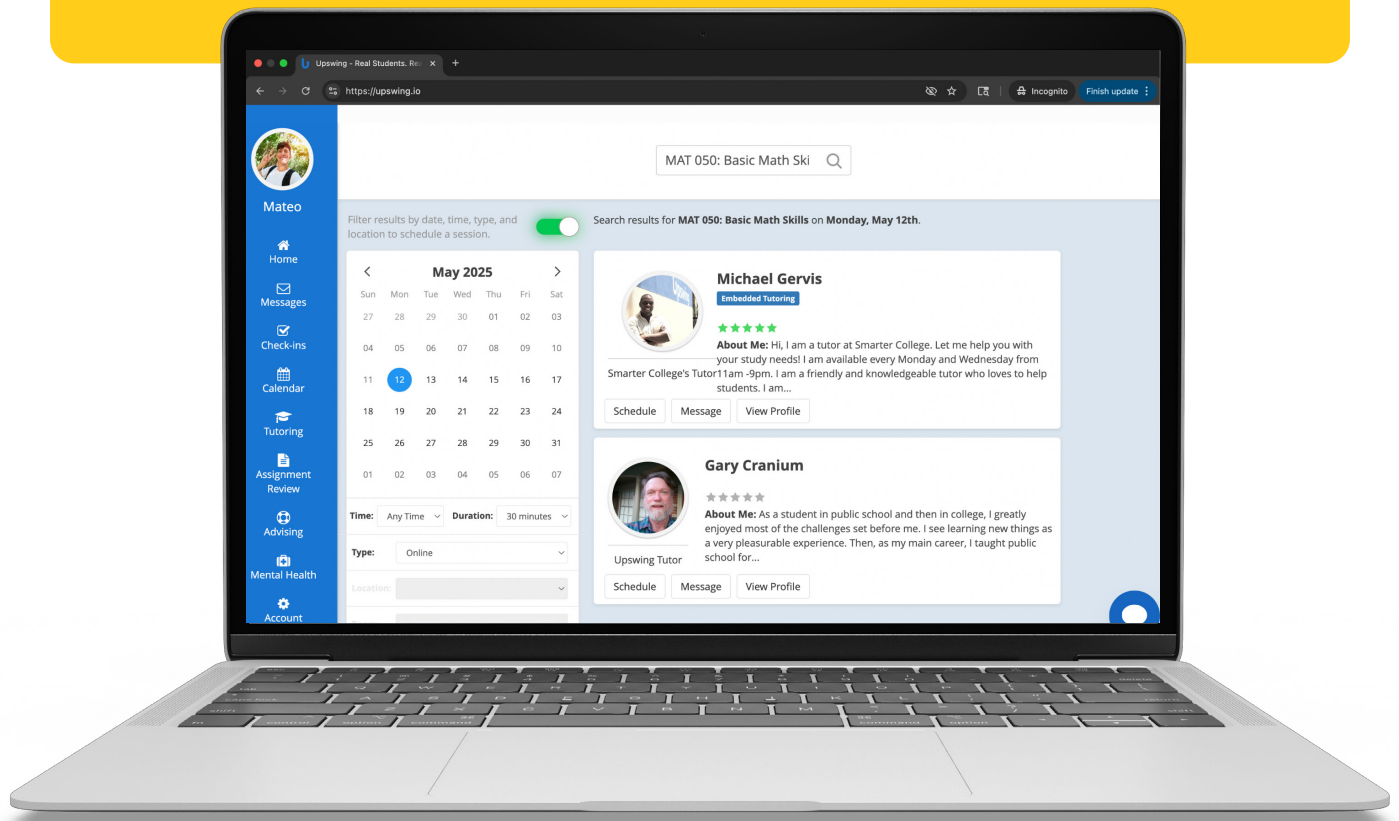 Upswing - Real Students. Re
https://upswing.io
Incognito
Finish update
MAT 050: Basic Math Ski
Mateo
Home
Messages
Check-ins
Calendar
Tutoring
Assignment
Review
Advising
Mental Health
Account
Filter results by date, time, type, and
location to schedule a session.
May 2025
Sun Mon Tue Wed Thu Fri Sat
27 28 29 30 01 02 03
04 05 06 07 08 09 10
11 12 13 14 15 16 17
18 19 20 21 22 23 24
25 26 27 28 29 30 31
01 02 03 04 05 06 07
Time: Any Time Duration: 30 minutes
Type: Online
Location:
Search results for MAT 050: Basic Math Skills on Monday, May 12th.
Michael Gervis
Embedded Tutoring
About Me: Hi, I am a tutor at Smarter College. Let me help you with
your study needs! I am available every Monday and Wednesday from
Smarter College's Tutor
11am -9pm. I am a friendly and knowledgeable tutor who loves to help
students. I am...
Schedule Message View Profile
Gary Cranium
About Me: As a student in public school and then in college, I greatly
enjoyed most of the challenges set before me. I see learning new things as
a very pleasurable experience. Then, as my main career, I taught public
school for...
Upswing Tutor
Schedule Message View Profile